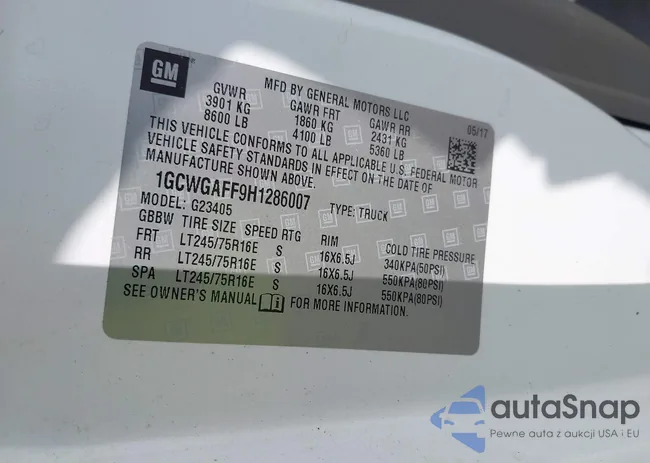 GM
MFD BY GENERAL MOTORS LLC
GVWR GAWR FRT GAWR RR 05/17
3901 KG 1860 KG 2431 KG
8600 LB 4100 LB 5360 LB
THIS VEHICLE CONFORMS TO ALL APPLICABLE U.S. FEDERAL MOTOR
VEHICLE SAFETY STANDARDS IN EFFECT ON THE DATE OF
1GCWGAFF9H1286007 TYPE: TRUCK
MODEL: G23405
GBBW TIRE SIZE SPEED RTG RIM COLD TIRE PRESSURE
FRT LT245/75R16E S 16X6.5J 340KPA(50PSI)
RR LT245/75R16E S 16X6.5J 550KPA(80PSI)
SPA LT245/75R16E S 16X6.5J 550KPA(80PSI)
SEE OWNER'S MANUAL FOR MORE INFORMATION.
autaSnap
Pewne auta z aukcji USA i EU